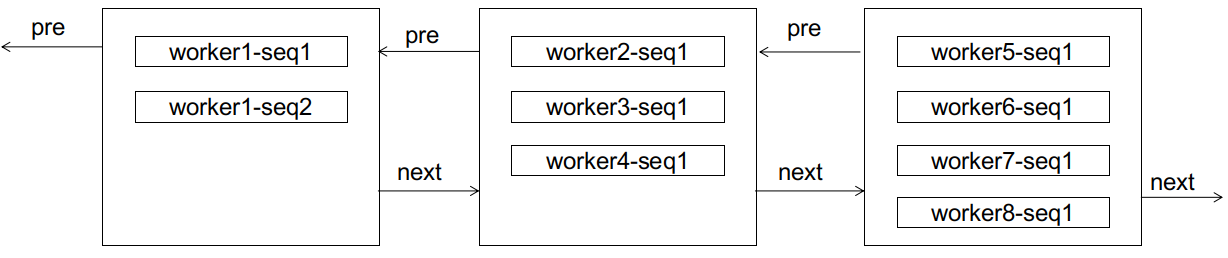 pre
worker1-seq1
worker1-seq2
next
pre
worker2-seq1
worker3-seq1
worker4-seq1
next
pre
worker5-seq1
worker6-seq1
worker7-seq1
worker8-seq1
next